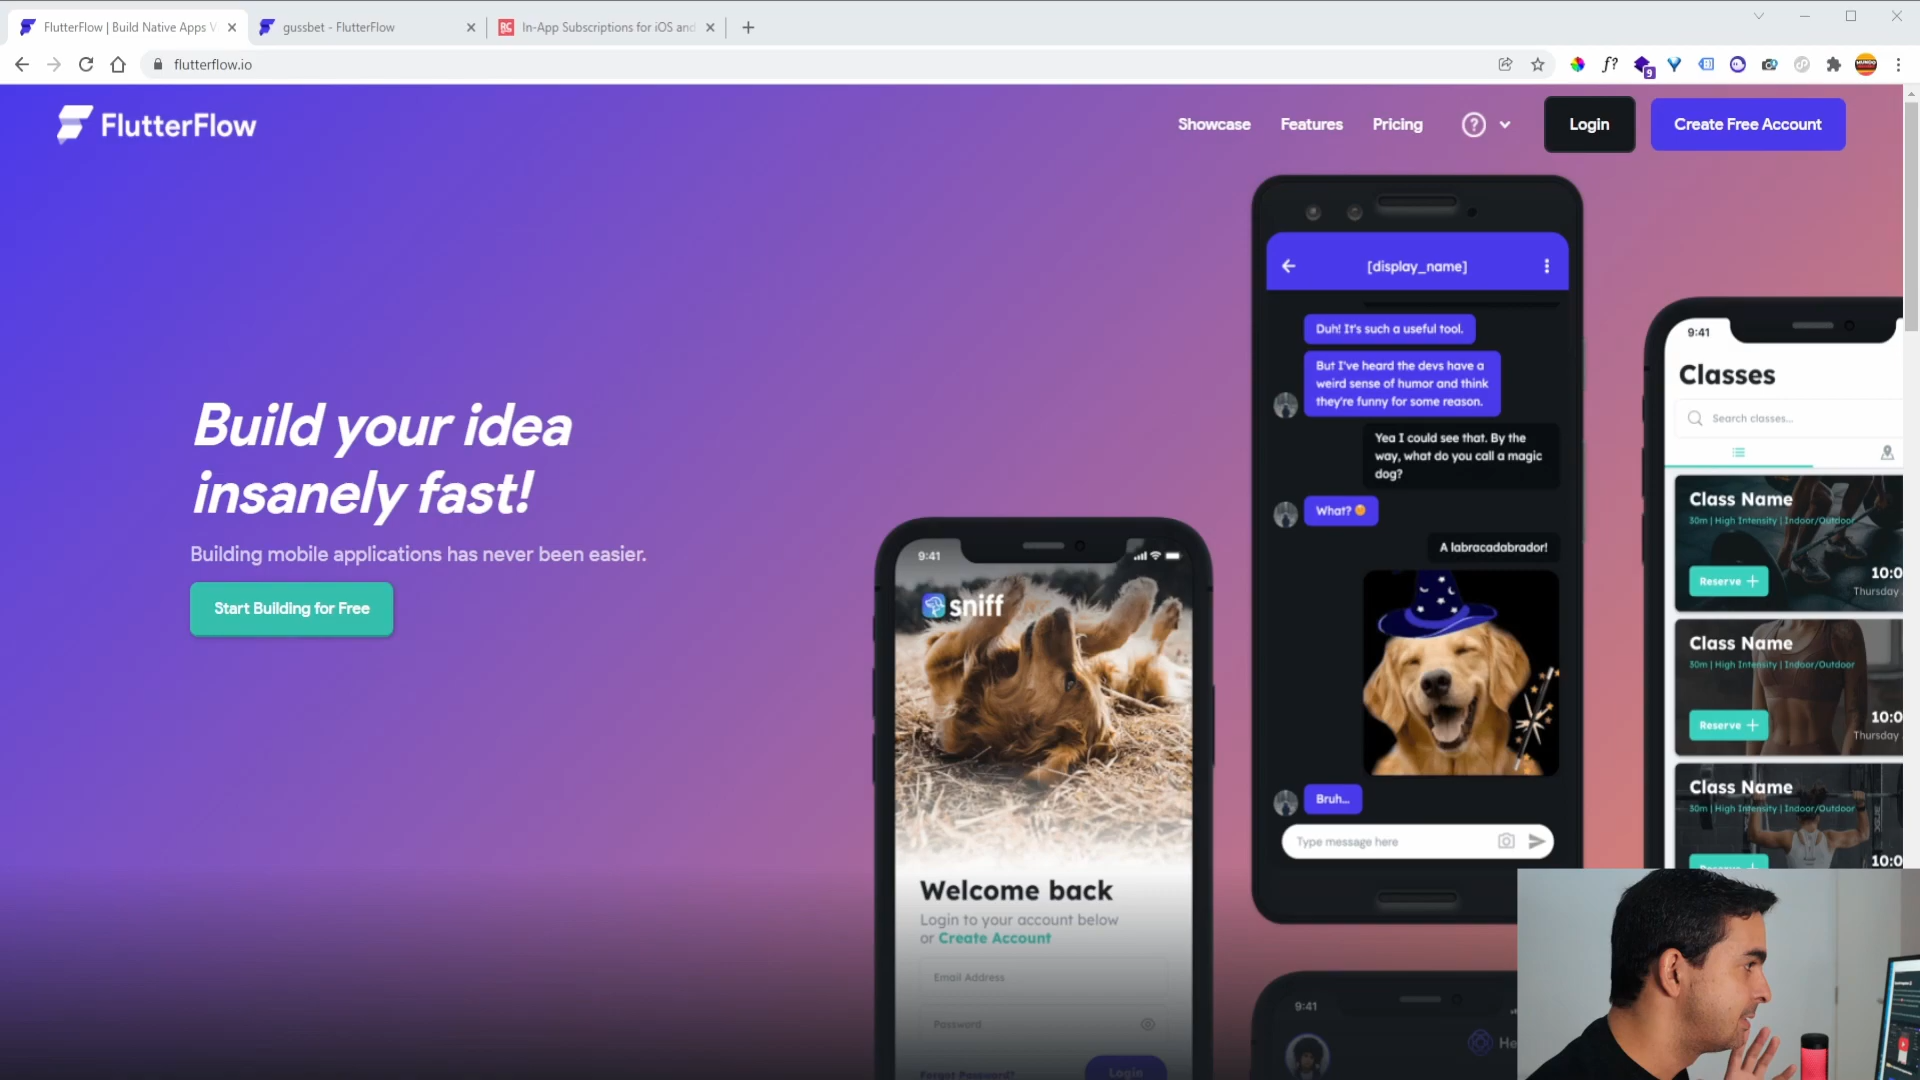 FlutterFlow | Build Native Apps V
gussbet - FlutterFlow
RC
In-App Subscriptions for iOS and
flutterflow.io
f?
9
FlutterFlow
Showcase
Features
Pricing
?
Login
Create Free Account
Build your idea
insanely fast!
Building mobile applications has never been easier.
Start Building for Free
9:41
sniff
Welcome back
Login to your account below
or Create Account
Email Address
Password
Forgot Password?
Login
[display_name]
Duh! It's such a useful tool.
But I've heard the devs have a
weird sense of humor and think
they're funny for some reason.
Yea I could see that. By the
way, what do you call a magic
dog?
What?
A labracadabrador!
Bruh...
Type message here
9:41
Classes
Search classes...
Class Name
30m | High Intensity | Indoor/Outdoor
Reserve +
10:0
Thursday
Class Name
30m | High Intensity | Indoor/Outdoor
Reserve +
10:0
Thursday
Class Name
30m | High Intensity | Indoor/Outdoor
10:0
9:41
He